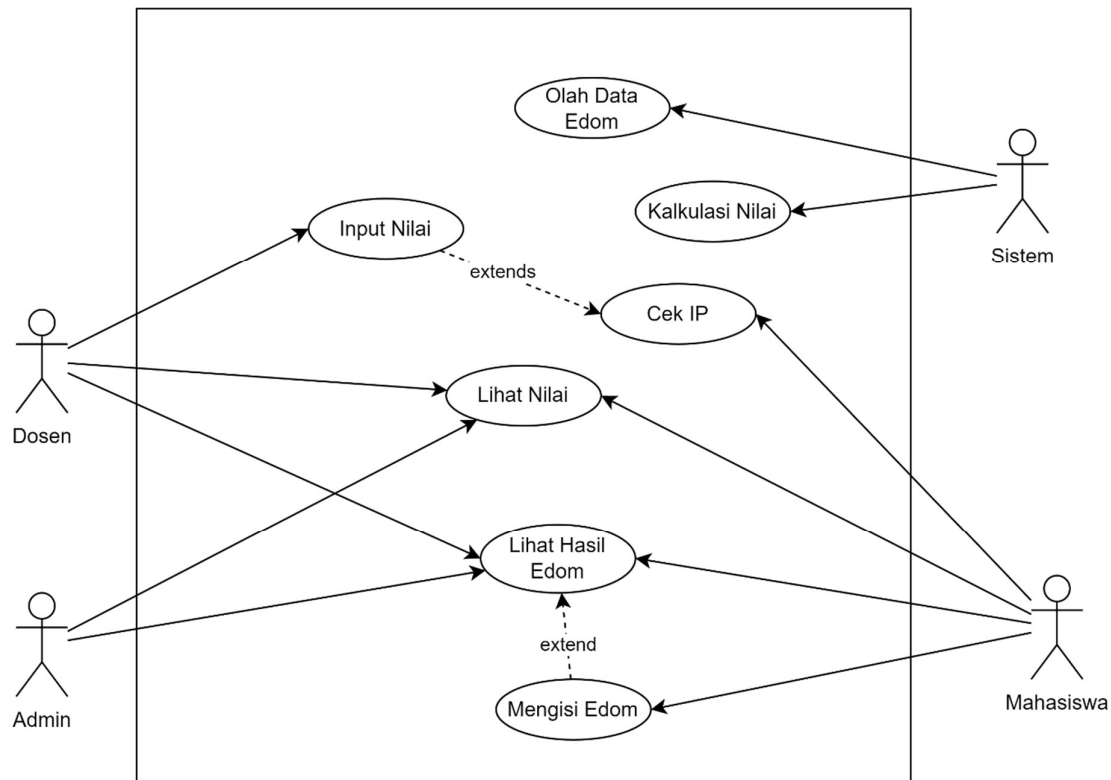 Olah Data
Edom
Kalkulasi Nilai
Sistem
Input Nilai
extends
Cek IP
Lihat Nilai
Dosen
Lihat Hasil
Edom
extend
Mengisi Edom
Admin
Mahasiswa